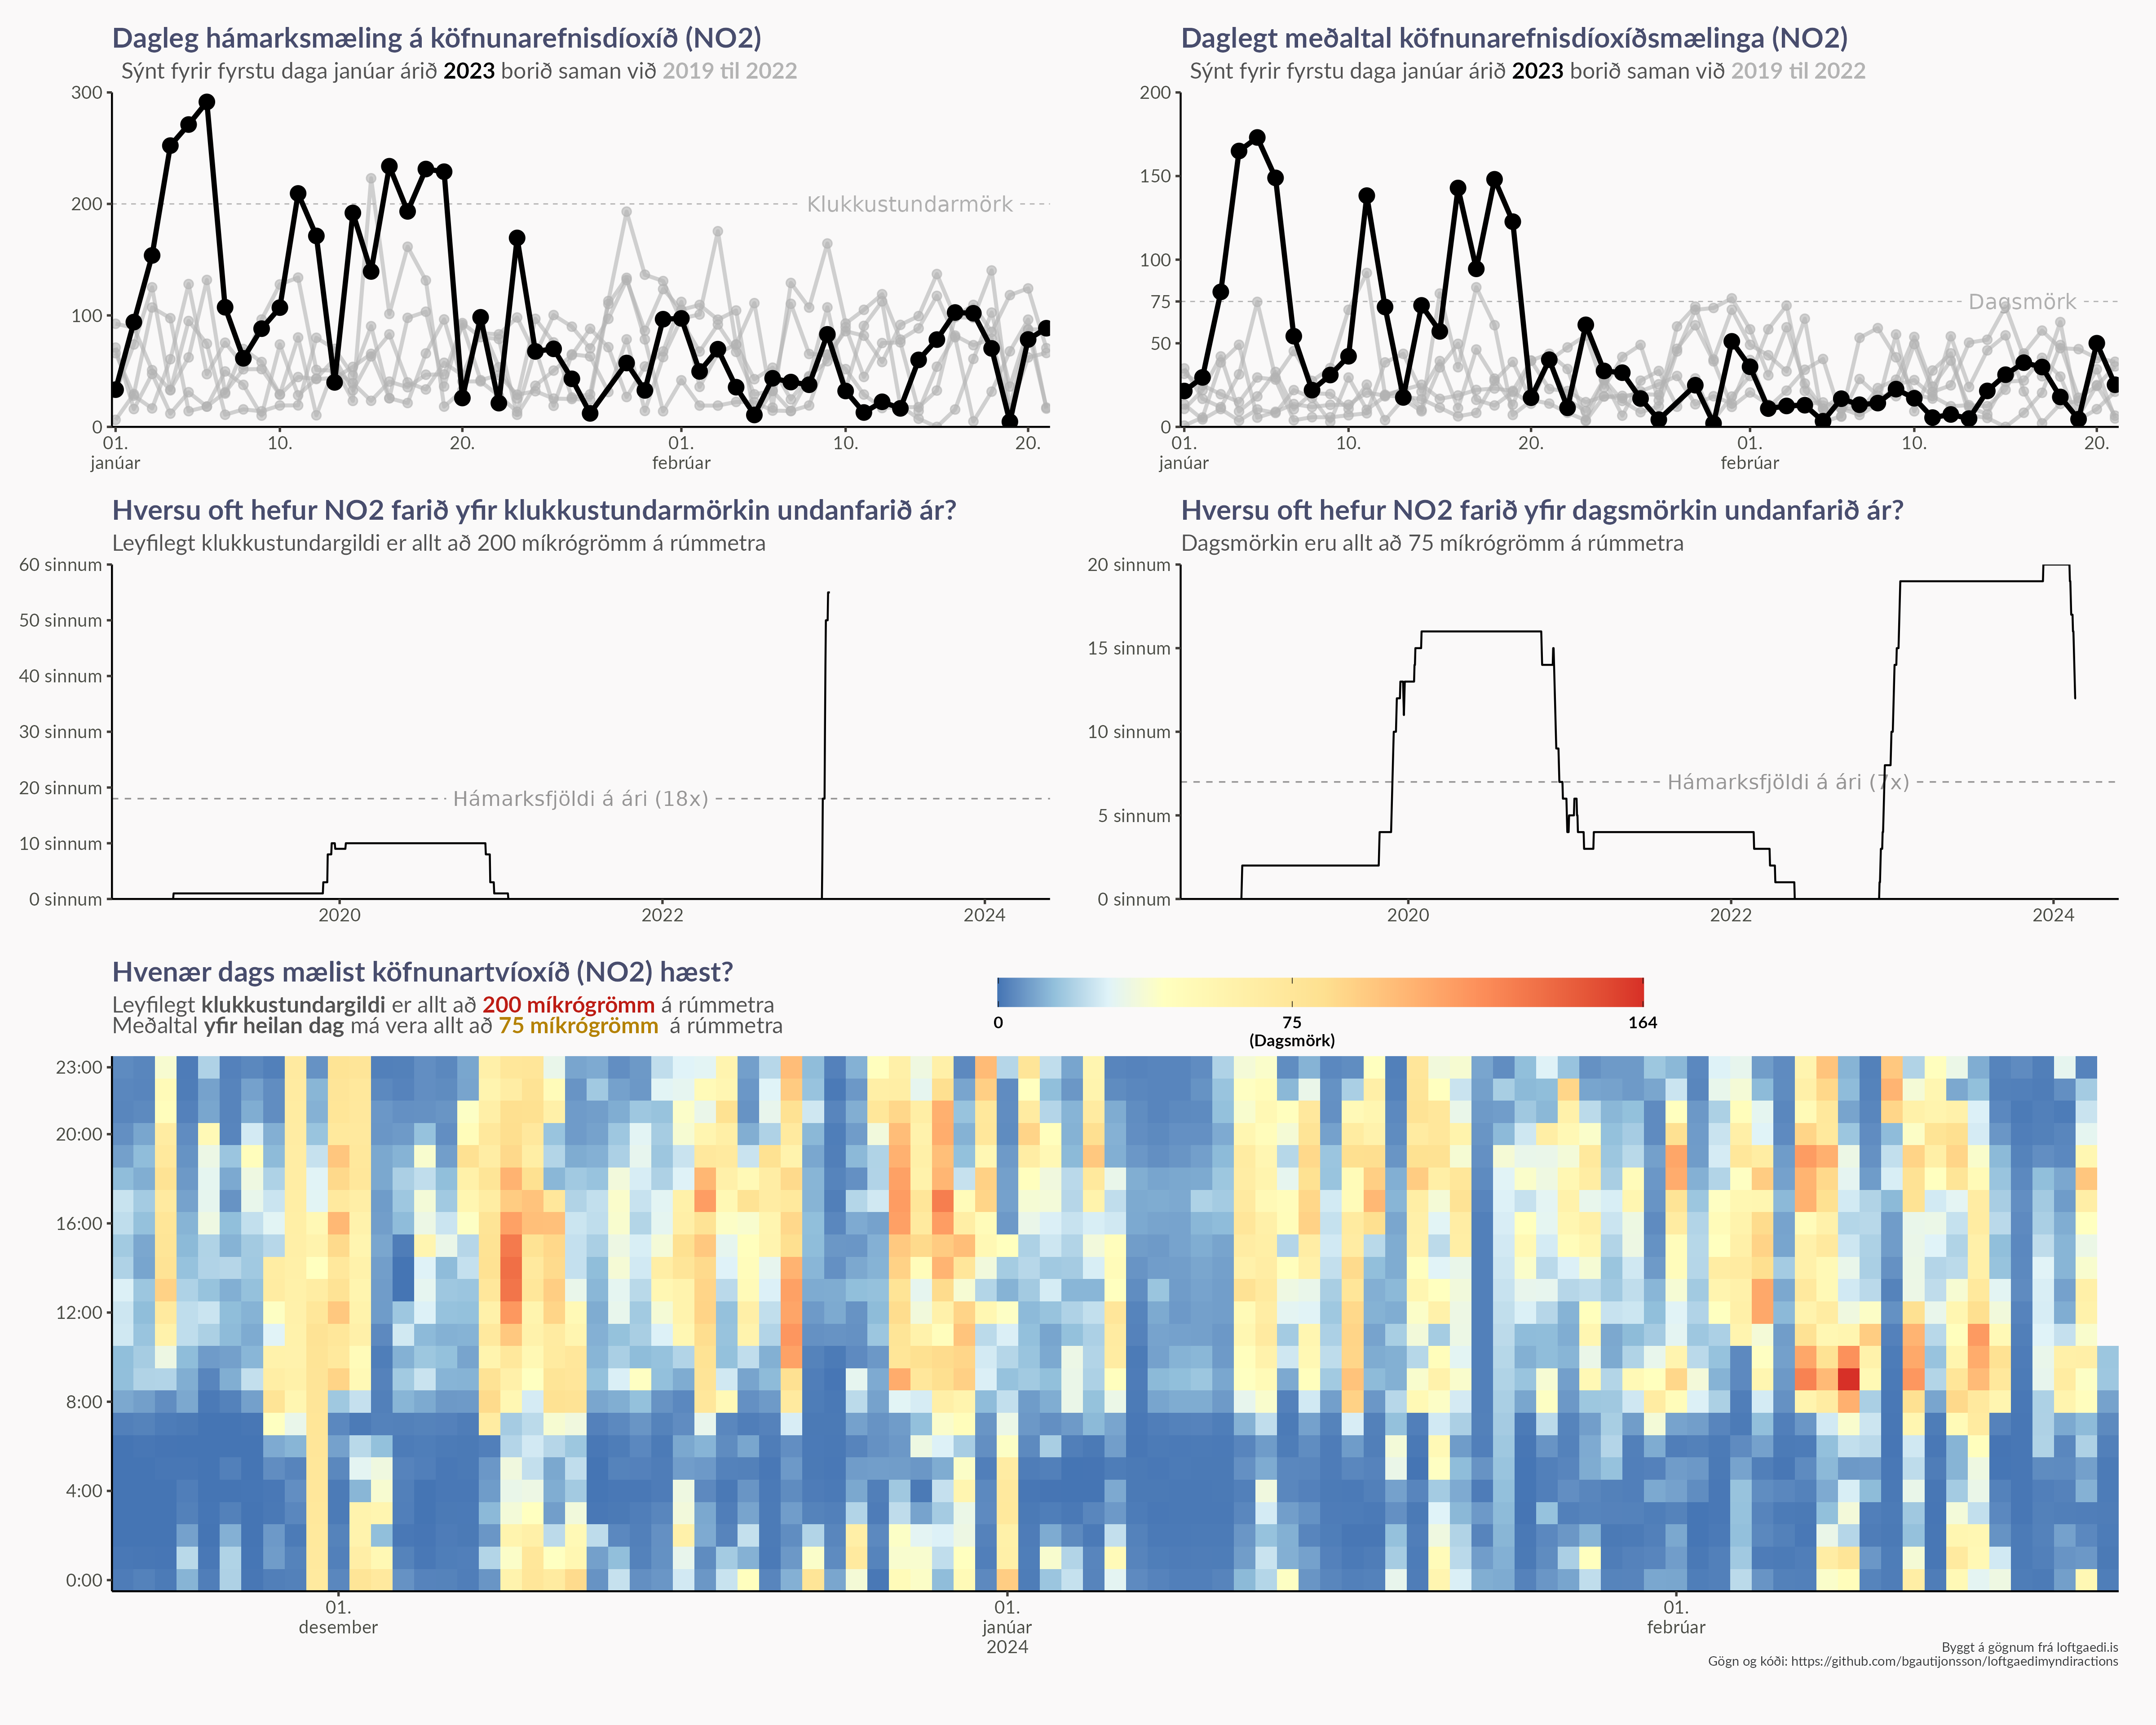 Dagleg hámarksmæling á köfnunarefnisdíoxíð (NO2)
Sýnt fyrir fyrstu daga janúar árið 2023 borið saman við 2019 til 2022
300
200
100
0
Klukkustundarmörk
01.
janúar
10.
20.
01.
febrúar
10.
20.
Daglegt meðaltal köfnunarefnisdíoxíðsmælinga (NO2)
Sýnt fyrir fyrstu daga janúar árið 2023 borið saman við 2019 til 2022
200
150
100
75
50
0
Dagsmörk
01.
janúar
10.
20.
01.
febrúar
10.
20.
Hversu oft hefur NO2 farið yfir klukkustundarmörkin undanfarið ár?
Leyfilegt klukkustundargildi er allt að 200 míkrógrömm á rúmmetra
60 sinnum
50 sinnum
40 sinnum
30 sinnum
20 sinnum
10 sinnum
0 sinnum
Hámarksfjöldi á ári (18x)
2020
2022
2024
Hversu oft hefur NO2 farið yfir dagsmörkin undanfarið ár?
Dagsmörkin eru allt að 75 míkrógrömm á rúmmetra
20 sinnum
15 sinnum
10 sinnum
5 sinnum
0 sinnum
Hámarksfjöldi á ári (7x)
2020
2022
2024
Hvenær dags mælist köfnunartvíoxíð (NO2) hæst?
Leyfilegt klukkustundargildi er allt að 200 míkrógrömm á rúmmetra
Meðaltal yfir heilan dag má vera allt að 75 míkrógrömm á rúmmetra
0
75
(Dagsmörk)
164
23:00
20:00
16:00
12:00
8:00
4:00
0:00
01.
desember
01.
janúar
2024
01.
febrúar
Byggt á gögnum frá loftgaedi.is
Gögn og kóði: https://github.com/bgautijonsson/loftgaedimyndiractions